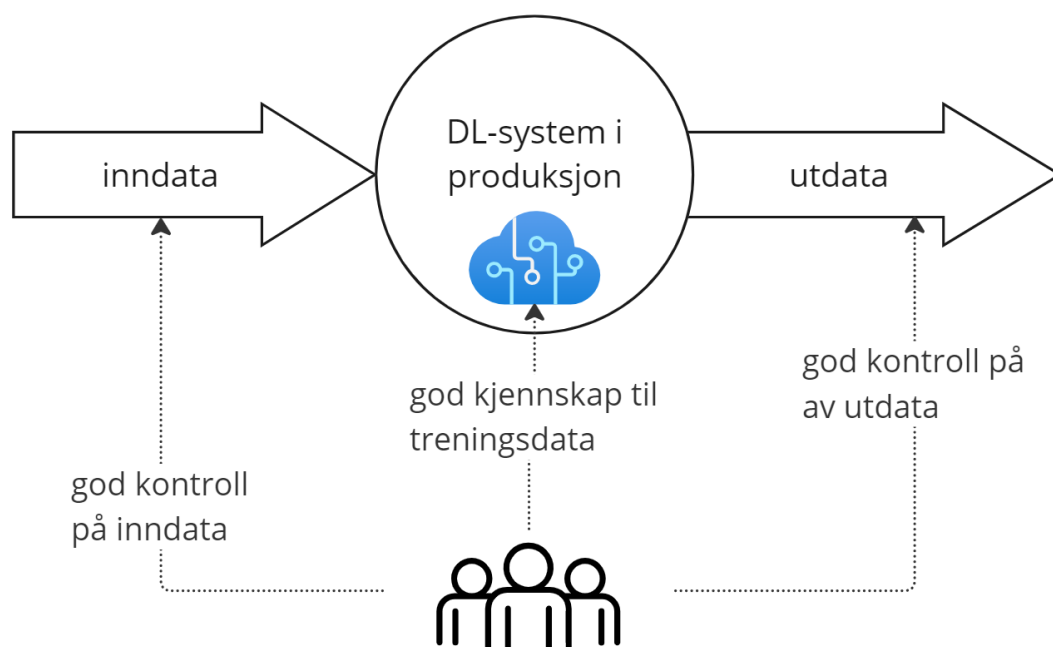 DL-system i
produksjon
inndata
utdata
god kjennskap til
treningsdata
god kontroll på
av utdata
god kontroll
på inndata